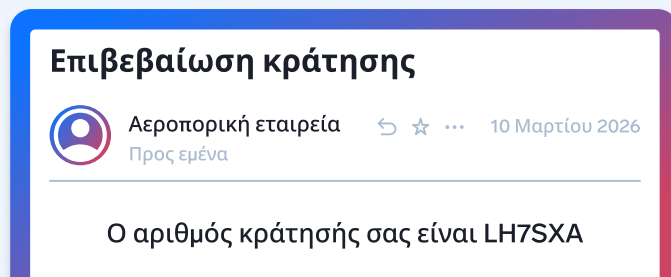 Επιβεβαίωση κράτησης
Αεροπορική εταιρεία
10 Μαρτίου 2026
Προς εμένα
Ο αριθμός κράτησής σας είναι LH7SXA